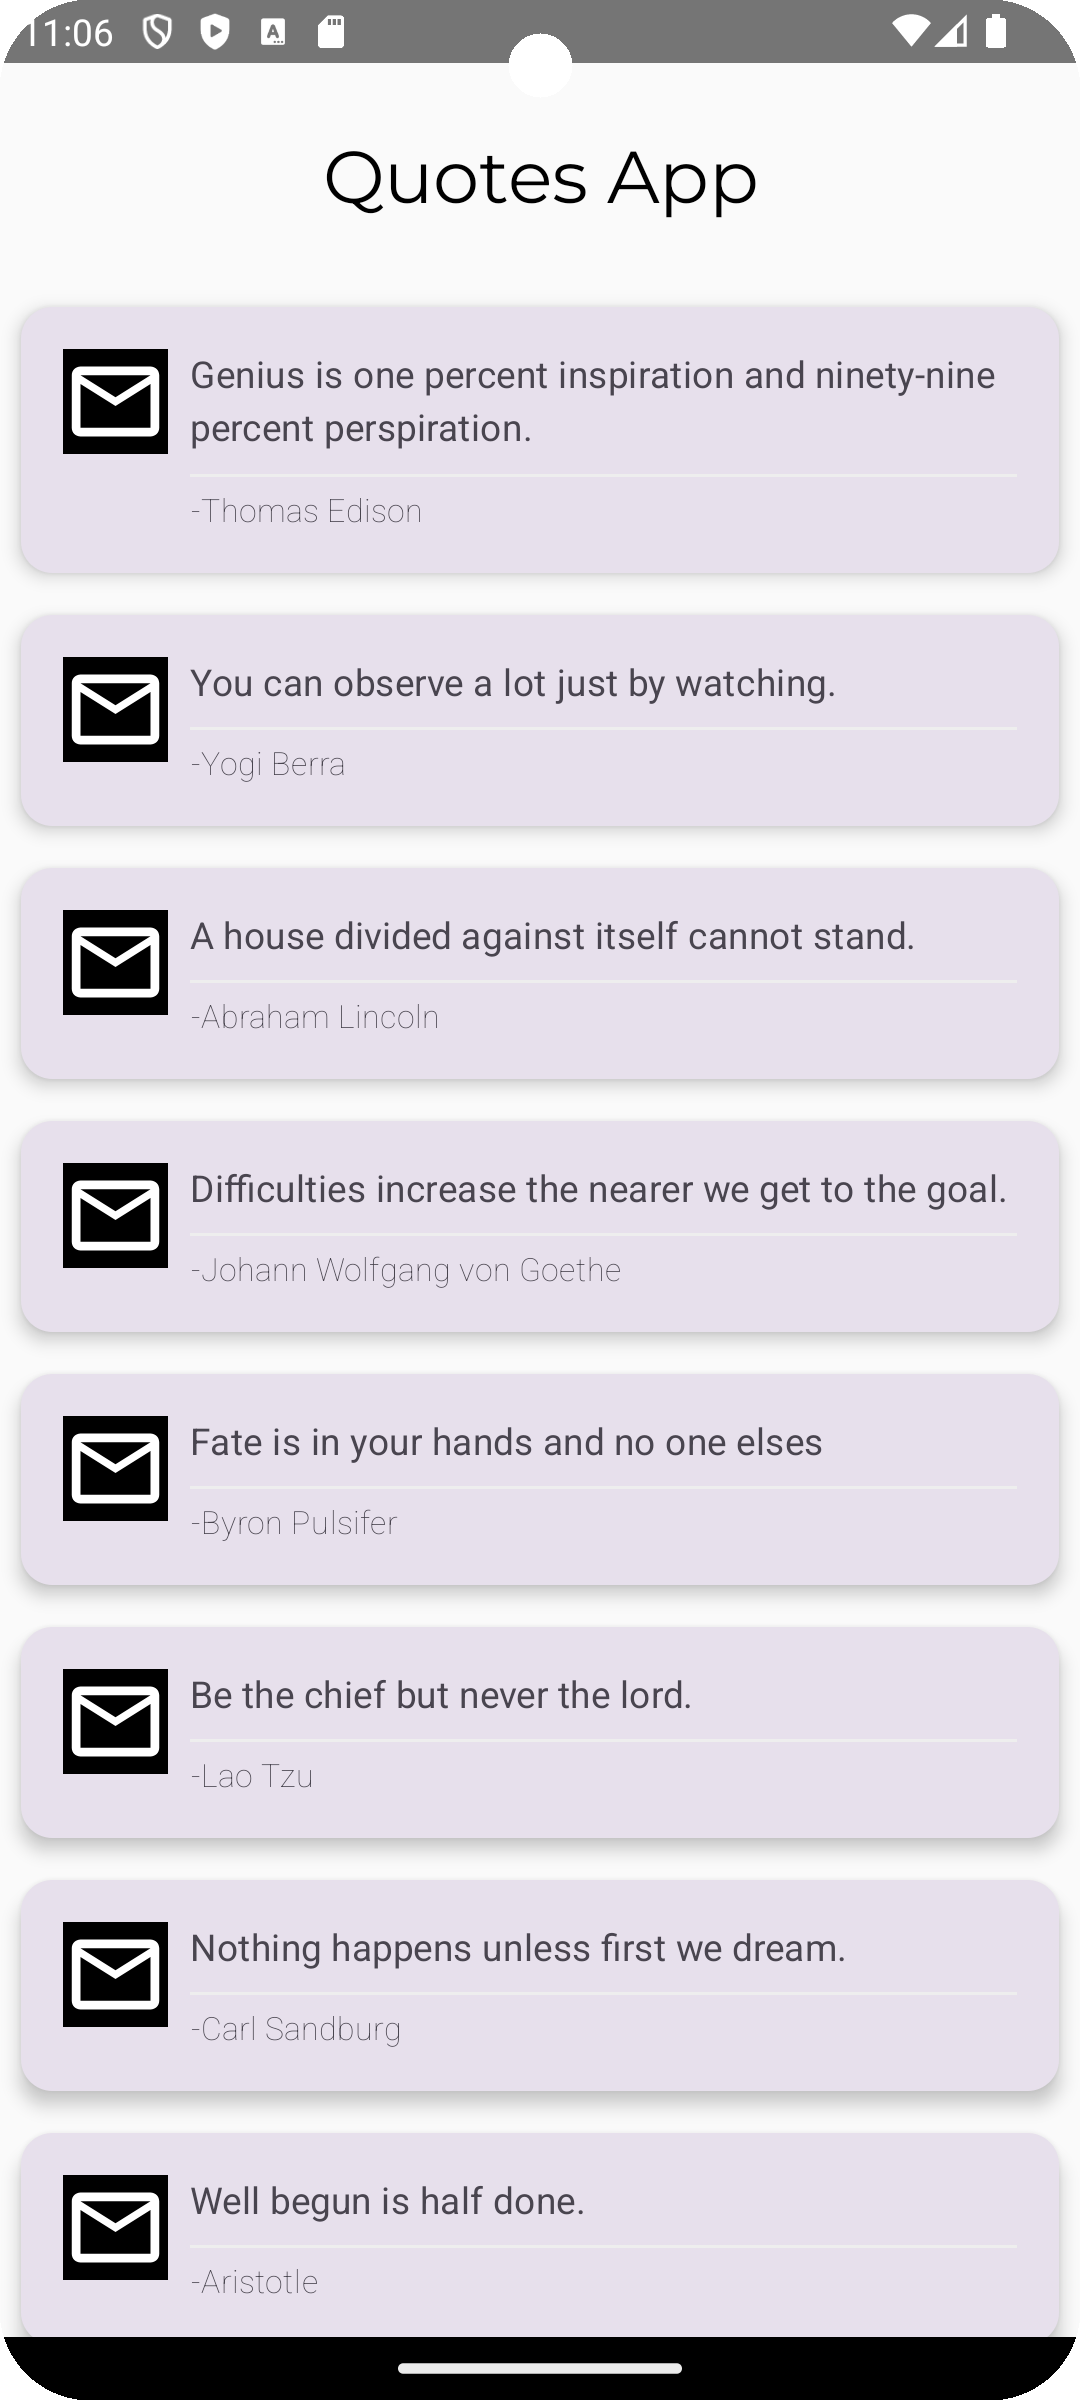 11:06
Quotes App
Genius is one percent inspiration and ninety-nine
percent perspiration.
-Thomas Edison
You can observe a lot just by watching.
-Yogi Berra
A house divided against itself cannot stand.
-Abraham Lincoln
Difficulties increase the nearer we get to the goal.
-Johann Wolfgang von Goethe
Fate is in your hands and no one elses
-Byron Pulsifer
Be the chief but never the lord.
-Lao Tzu
Nothing happens unless first we dream.
-Carl Sandburg
Well begun is half done.
-Aristotle